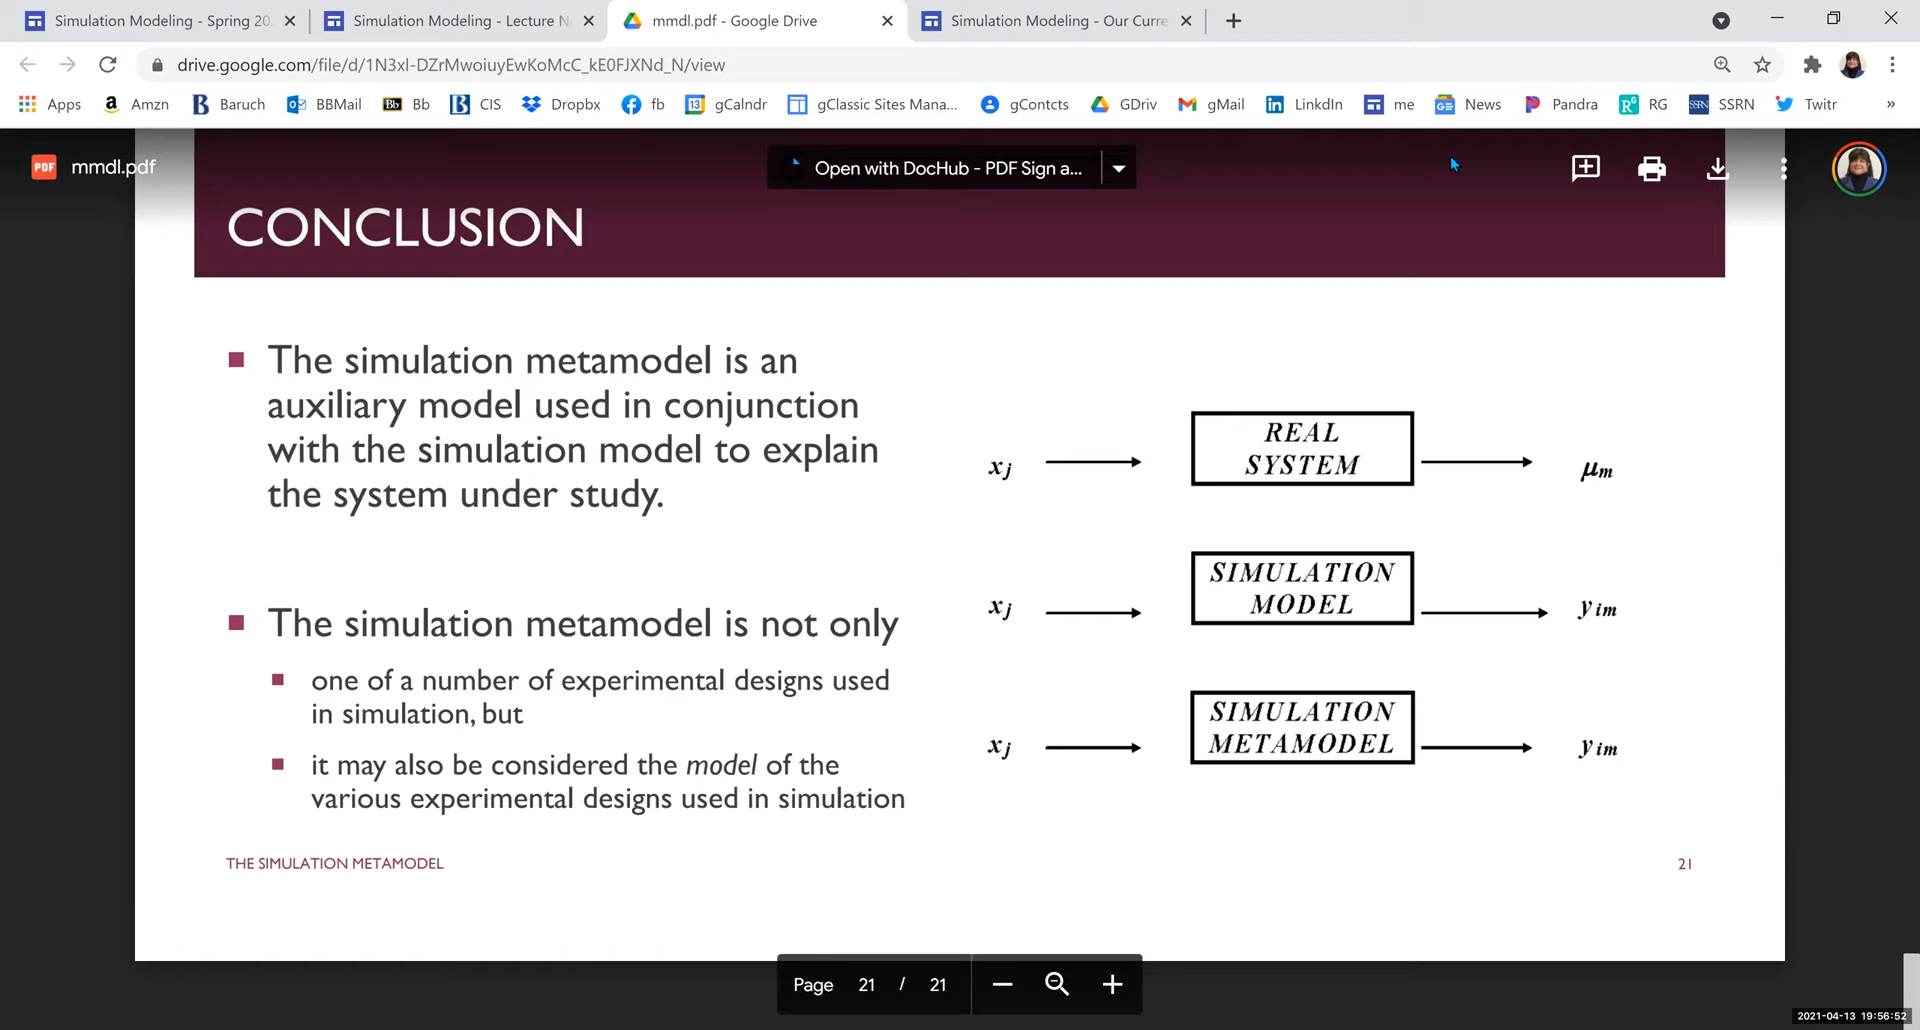 Simulation Modeling - Spring 20
Simulation Modeling - Lecture N
mmdl.pdf - Google Drive
Simulation Modeling - Our Curre
drive.google.com/file/d/1N3xl-DZrMwoiuyEwKoMcC_kE0FJXNd_N/view
Apps
Amzn
Baruch
BBMail
Bb
Bb
CIS
Dropbx
fb
13
gCalndr
gClassic Sites Mana...
gContcts
GDriv
gMail
LinkdIn
me
News
Pandra
RG
SSRN
SSRN
Twitr
»
PDF
mmdl.pdf
Open with DocHub - PDF Sign a...
CONCLUSION
The simulation metamodel is an
auxiliary model used in conjunction
with the simulation model to explain
the system under study.
The simulation metamodel is not only
one of a number of experimental designs used
in simulation, but
it may also be considered the model of the
various experimental designs used in simulation
xj
REAL
SYSTEM
μm
xj
SIMULATION
MODEL
yim
xj
SIMULATION
METAMODEL
yim
THE SIMULATION METAMODEL
21
Page 21 / 21
2021-04-13 19:56:52